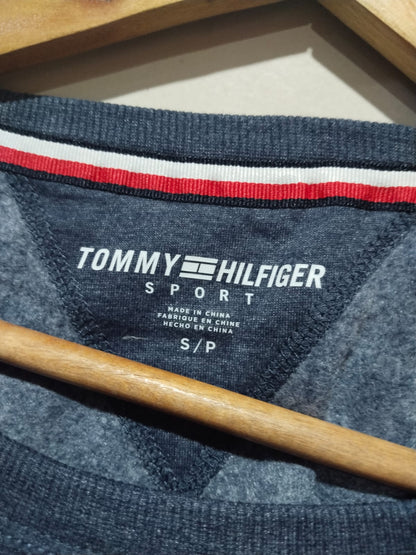 TOMMY HILFIGER
SPORT
MADE IN CHINA
FABRIQUE EN CHINE
HECHO EN CHINA
S/P